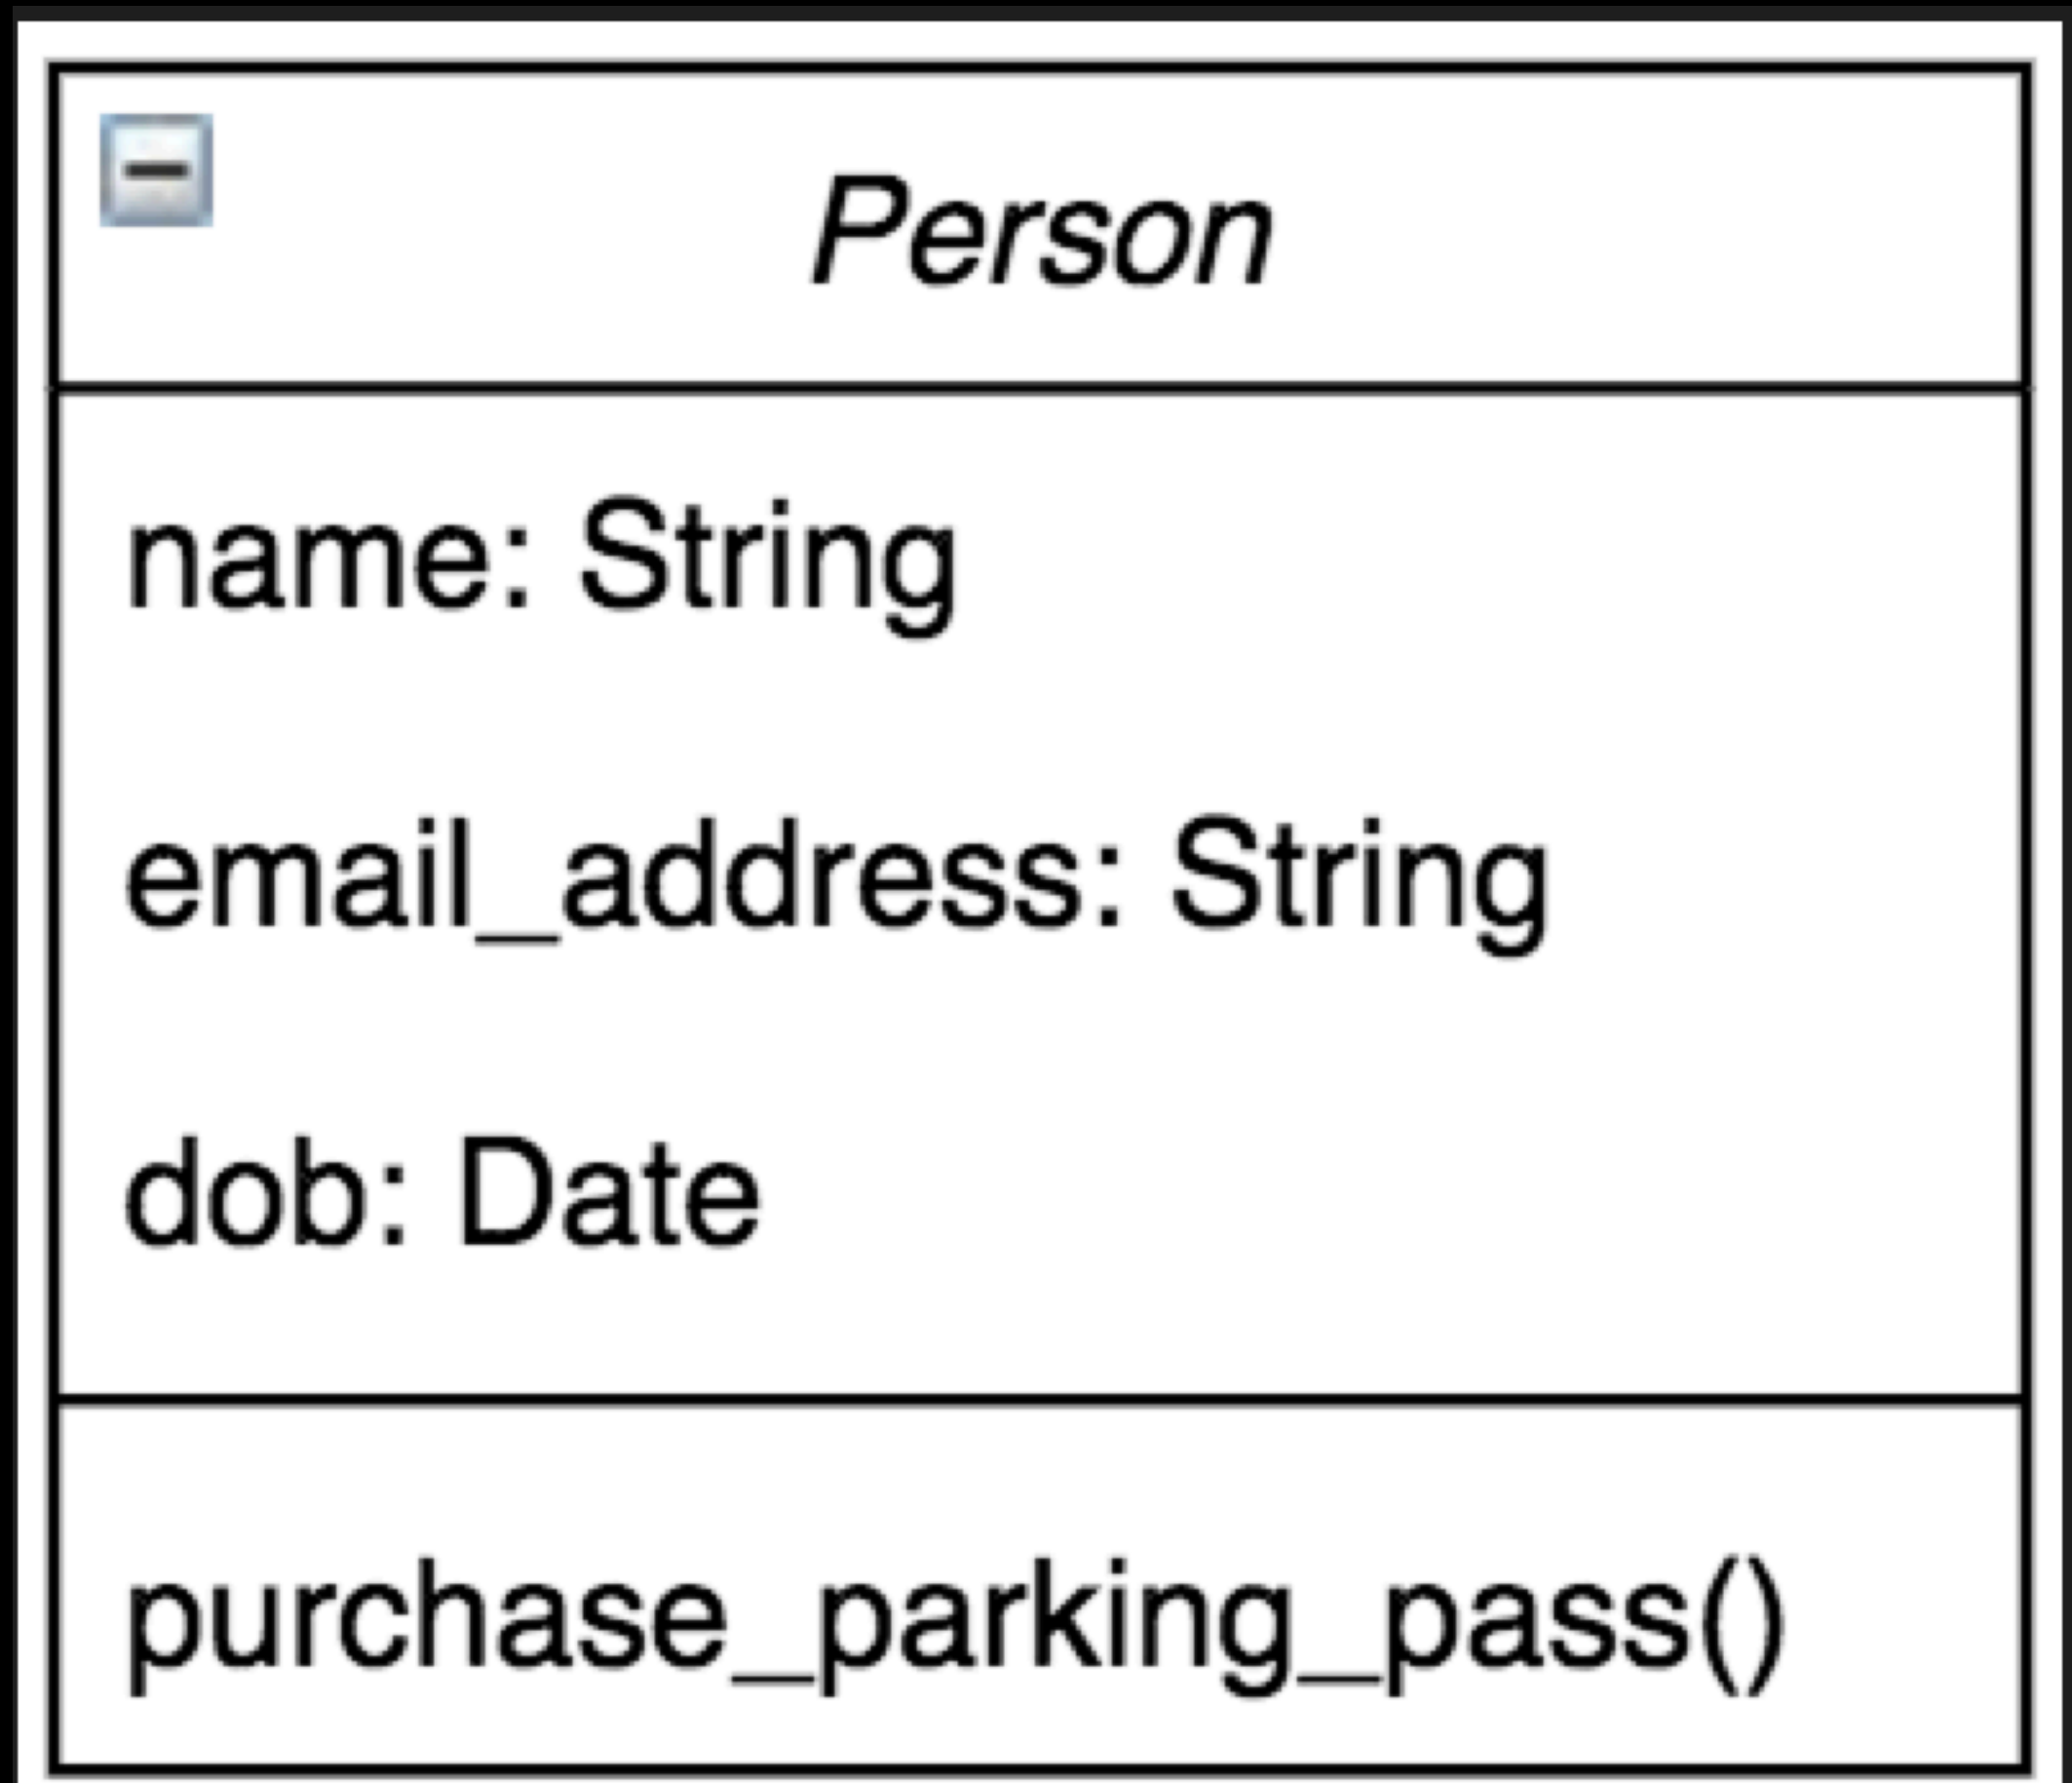 Person
name: String
email_address: String
dob: Date
purchase_parking_pass()